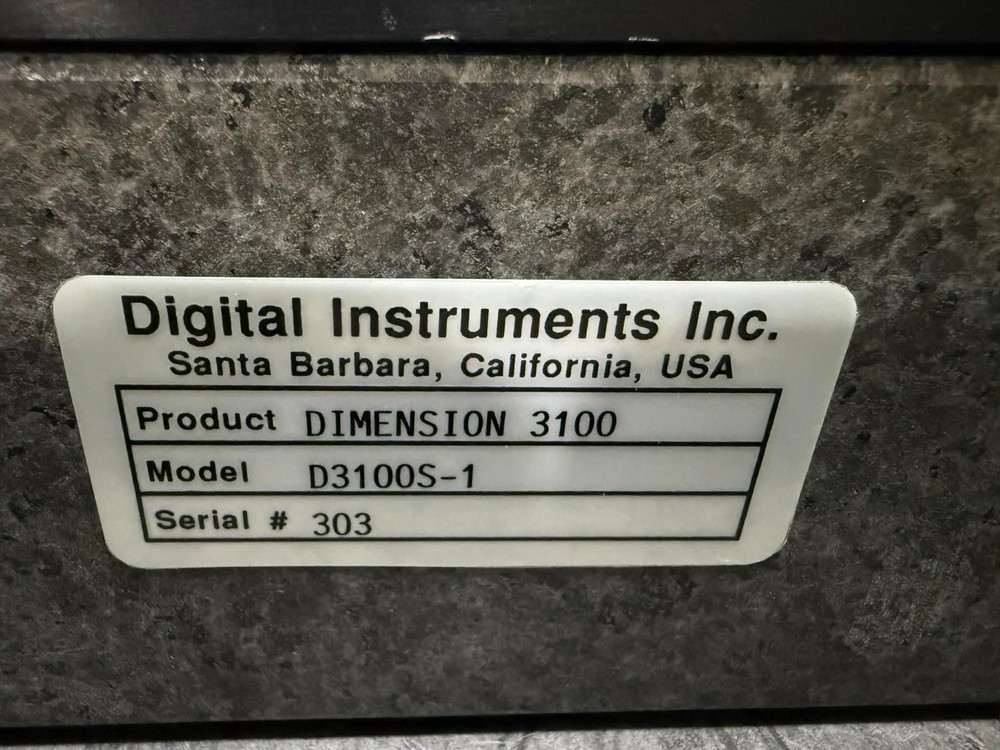 Digital Instruments Inc.
Santa Barbara, California, USA
Product DIMENSION 3100
Model D3100S-1
Serial # 303